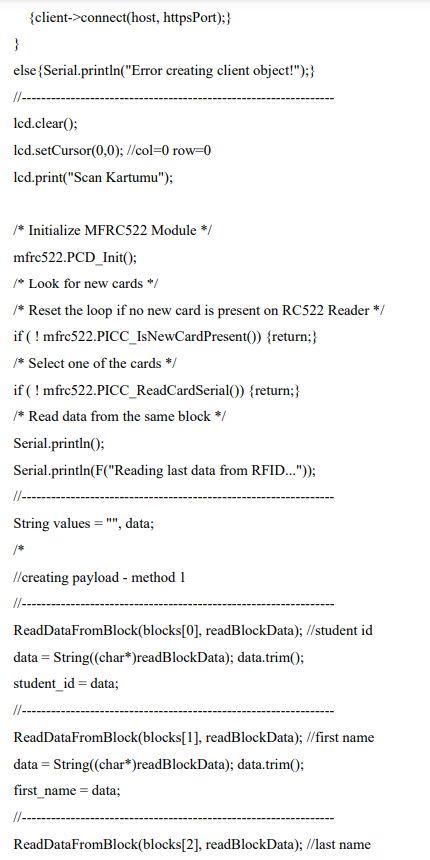 {client->connect(host, httpsPort);}
}
else{Serial.println("Error creating client object!");}
//----------------------------------------------------------------
lcd.clear();
lcd.setCursor(0,0); //col=0 row=0
lcd.print("Scan Kartumu");
/* Initialize MFRC522 Module */
mfrc522.PCD_Init();
/* Look for new cards */
/* Reset the loop if no new card is present on RC522 Reader */
if ( ! mfrc522.PICC_IsNewCardPresent()) {return;}
/* Select one of the cards */
if ( ! mfrc522.PICC_ReadCardSerial()) {return;}
/* Read data from the same block */
Serial.println();
Serial.println(F("Reading last data from RFID..."));
//----------------------------------------------------------------
String values = "", data;
/*
//creating payload - method 1
//----------------------------------------------------------------
ReadDataFromBlock(blocks[0], readBlockData); //student id
data = String((char*)readBlockData); data.trim();
student_id = data;
//----------------------------------------------------------------
ReadDataFromBlock(blocks[1], readBlockData); //first name
data = String((char*)readBlockData); data.trim();
first_name = data;
//----------------------------------------------------------------
ReadDataFromBlock(blocks[2], readBlockData); //last name